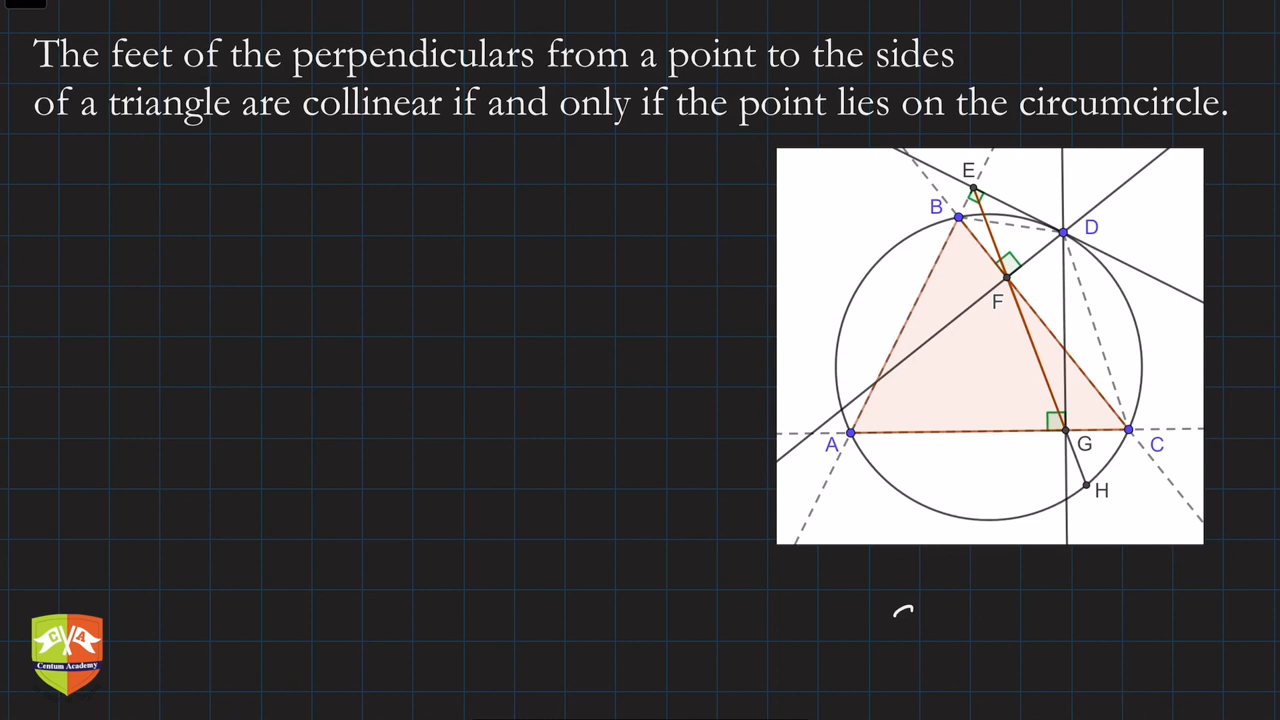 The feet of the perpendiculars from a point to the sides
of a triangle are collinear if and only if the point lies on the circumcircle.
E
B
D
F
A
G
C
H
C A
Centum Academy